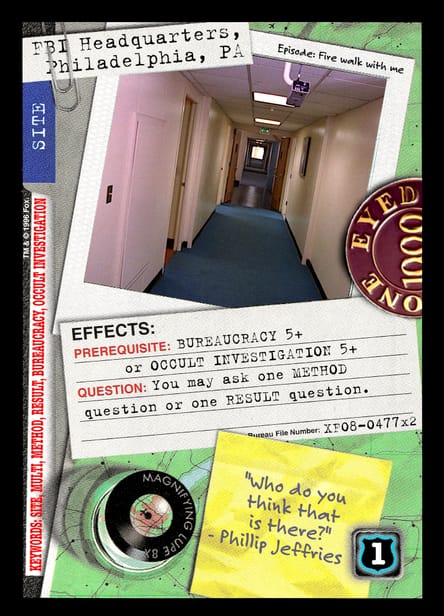 FBI Headquarters,
Philadelphia, PA
Episode: Fire walk with me
SITE
TM & © 1996 Fox.
KEYWORDS: SITE, MULTI, METHOD, RESULT, BUREAUCRACY, OCCULT INVESTIGATION
ONE EYED
1000
EFFECTS:
PREREQUISITE: BUREAUCRACY 5+
or OCCULT INVESTIGATION 5+
QUESTION: You may ask one METHOD
question or one RESULT question.
Bureau File Number: XF08-0477x2
MAGNIFYING LUPE 8x
"Who do you
think that
is there?"
- Phillip Jeffries
1